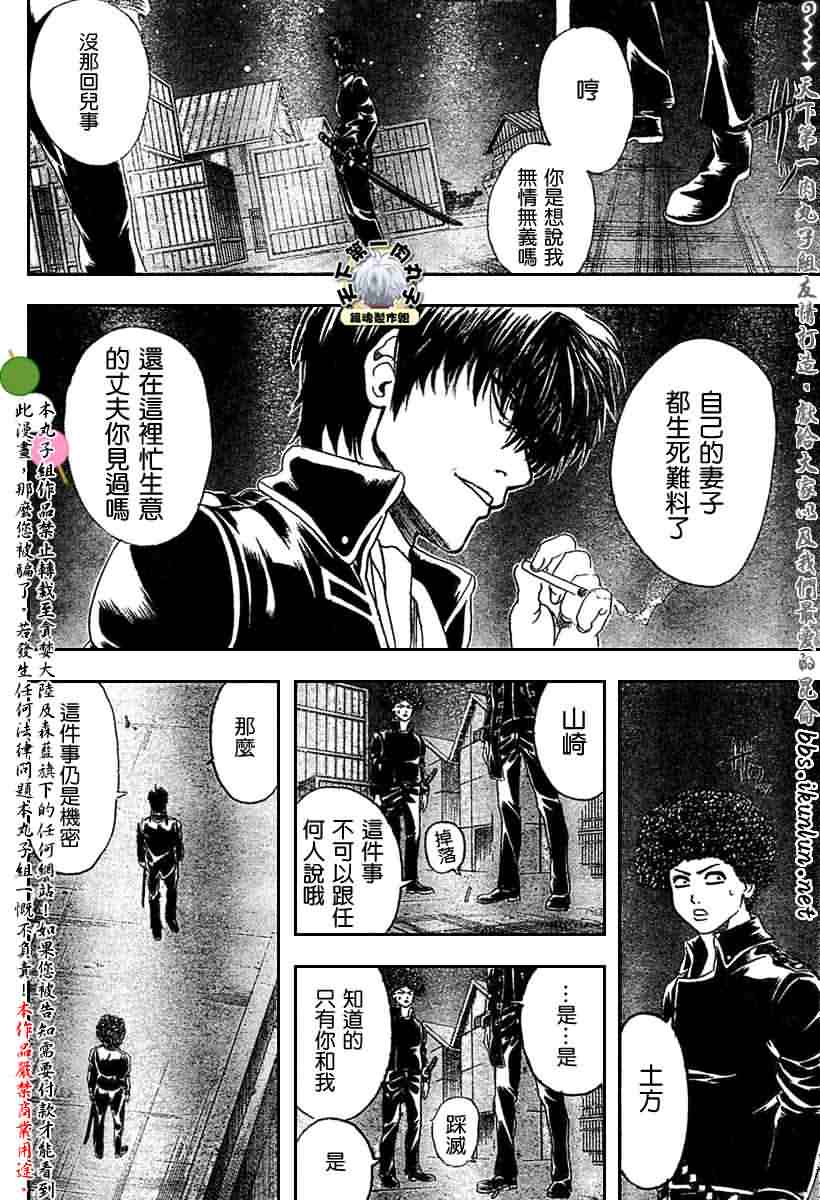 哼
你是想說我
無情無義嗎
沒那回兒事
自己的妻子
都生死難料了
還在這裡忙生意
的丈夫你見過嗎
土方
山崎
這件事
不可以跟任
何人說哦
掉落
…是…是
知道的
只有你和我
踩滅
是
那麼
這件事仍是機密
天下第一肉丸子
銀魂製作組
天下第一肉丸子組友情打造，獻給大家以及我們最愛的昆侖 bbs.ikunlun.net
本丸子組作品禁止轉載至貪婪大陸及森藍旗下的任何網站！如果您被告知需要付款才能看到
此漫畫，那麼您被騙了。若發生任何法律問題本丸子組一概不負責！本作品嚴禁商業用途。